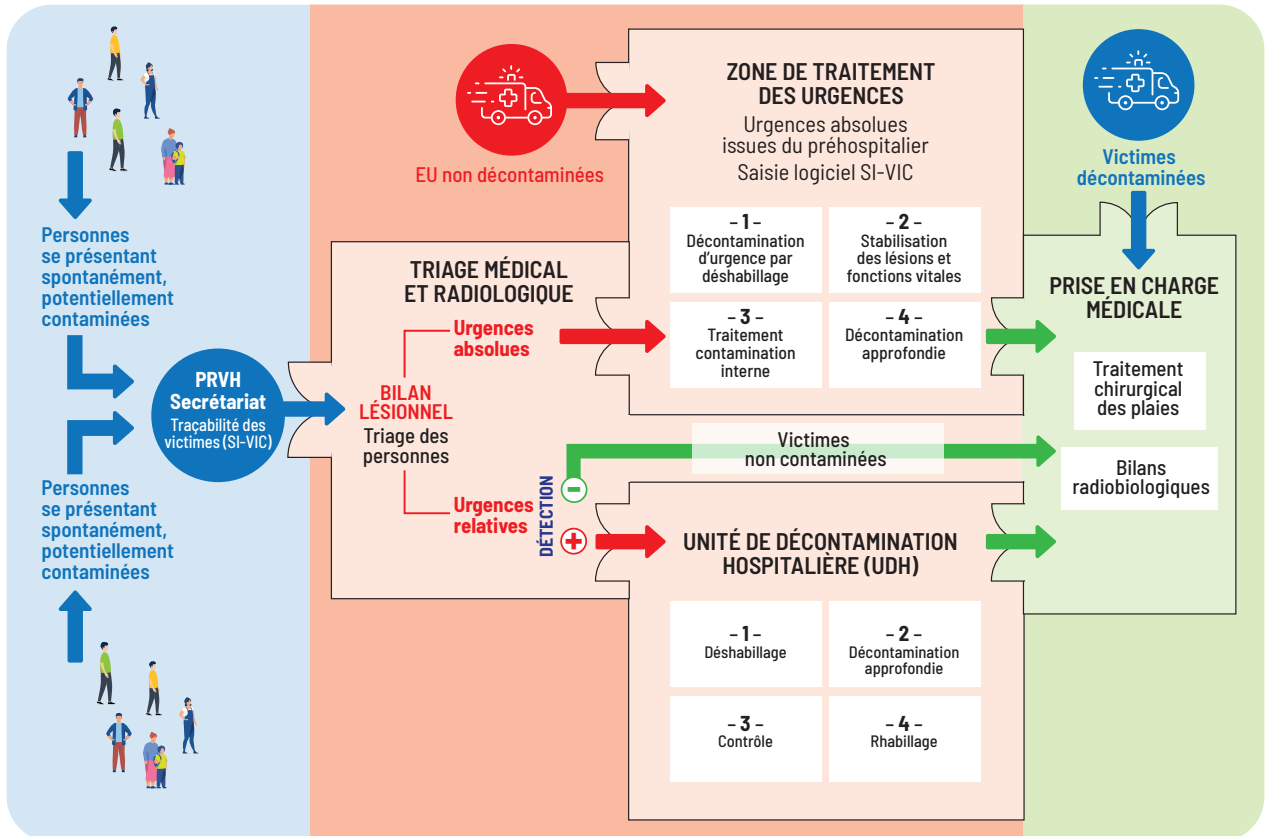 Personnes
se présentant
spontanément,
potentiellement
contaminées
Personnes
se présentant
spontanément,
potentiellement
contaminées
PRVH
Secrétariat
Traçabilité des
victimes (SI-VIC)
EU non décontaminées
TRIAGE MÉDICAL
ET RADIOLOGIQUE
Urgences
absolues
BILAN
LÉSIONNEL
Triage des
personnes
Urgences
relatives
DÉTECTION
–
+
ZONE DE TRAITEMENT
DES URGENCES
Urgences absolues
issues du préhospitalier
Saisie logiciel SI-VIC
– 1 –
Décontamination
d'urgence par
déshabillage
– 2 –
Stabilisation
des lésions et
fonctions vitales
– 3 –
Traitement
contamination
interne
– 4 –
Décontamination
approfondie
Victimes
non contaminées
UNITÉ DE DÉCONTAMINATION
HOSPITALIÈRE (UDH)
– 1 –
Déshabillage
– 2 –
Décontamination
approfondie
– 3 –
Contrôle
– 4 –
Rhabillage
Victimes
décontaminées
PRISE EN CHARGE
MÉDICALE
Traitement
chirurgical
des plaies
Bilans
radiobiologiques